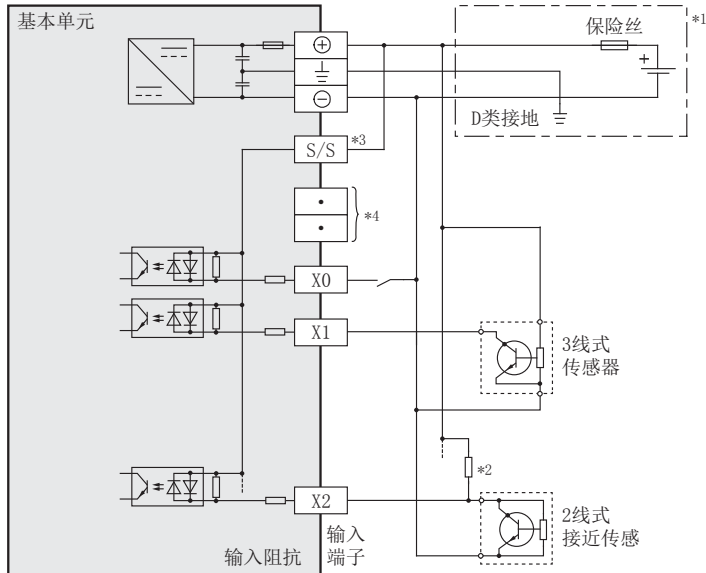 基本单元
保险丝
*1
+
D类接地
S/S
*3
*4
X0
X1
3线式
传感器
*2
X2
2线式
接近传感
输入阻抗
输入
端子